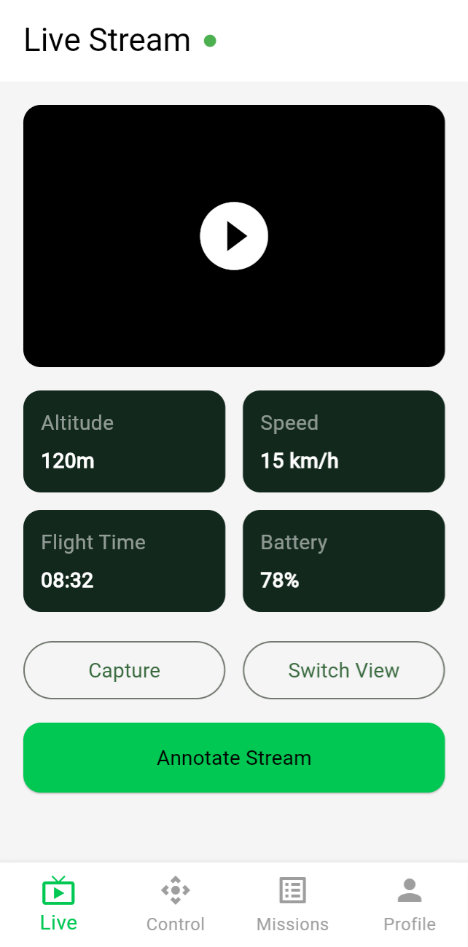 Live Stream
Altitude
120m
Speed
15 km/h
Flight Time
08:32
Battery
78%
Capture
Switch View
Annotate Stream
Live
Control
Missions
Profile